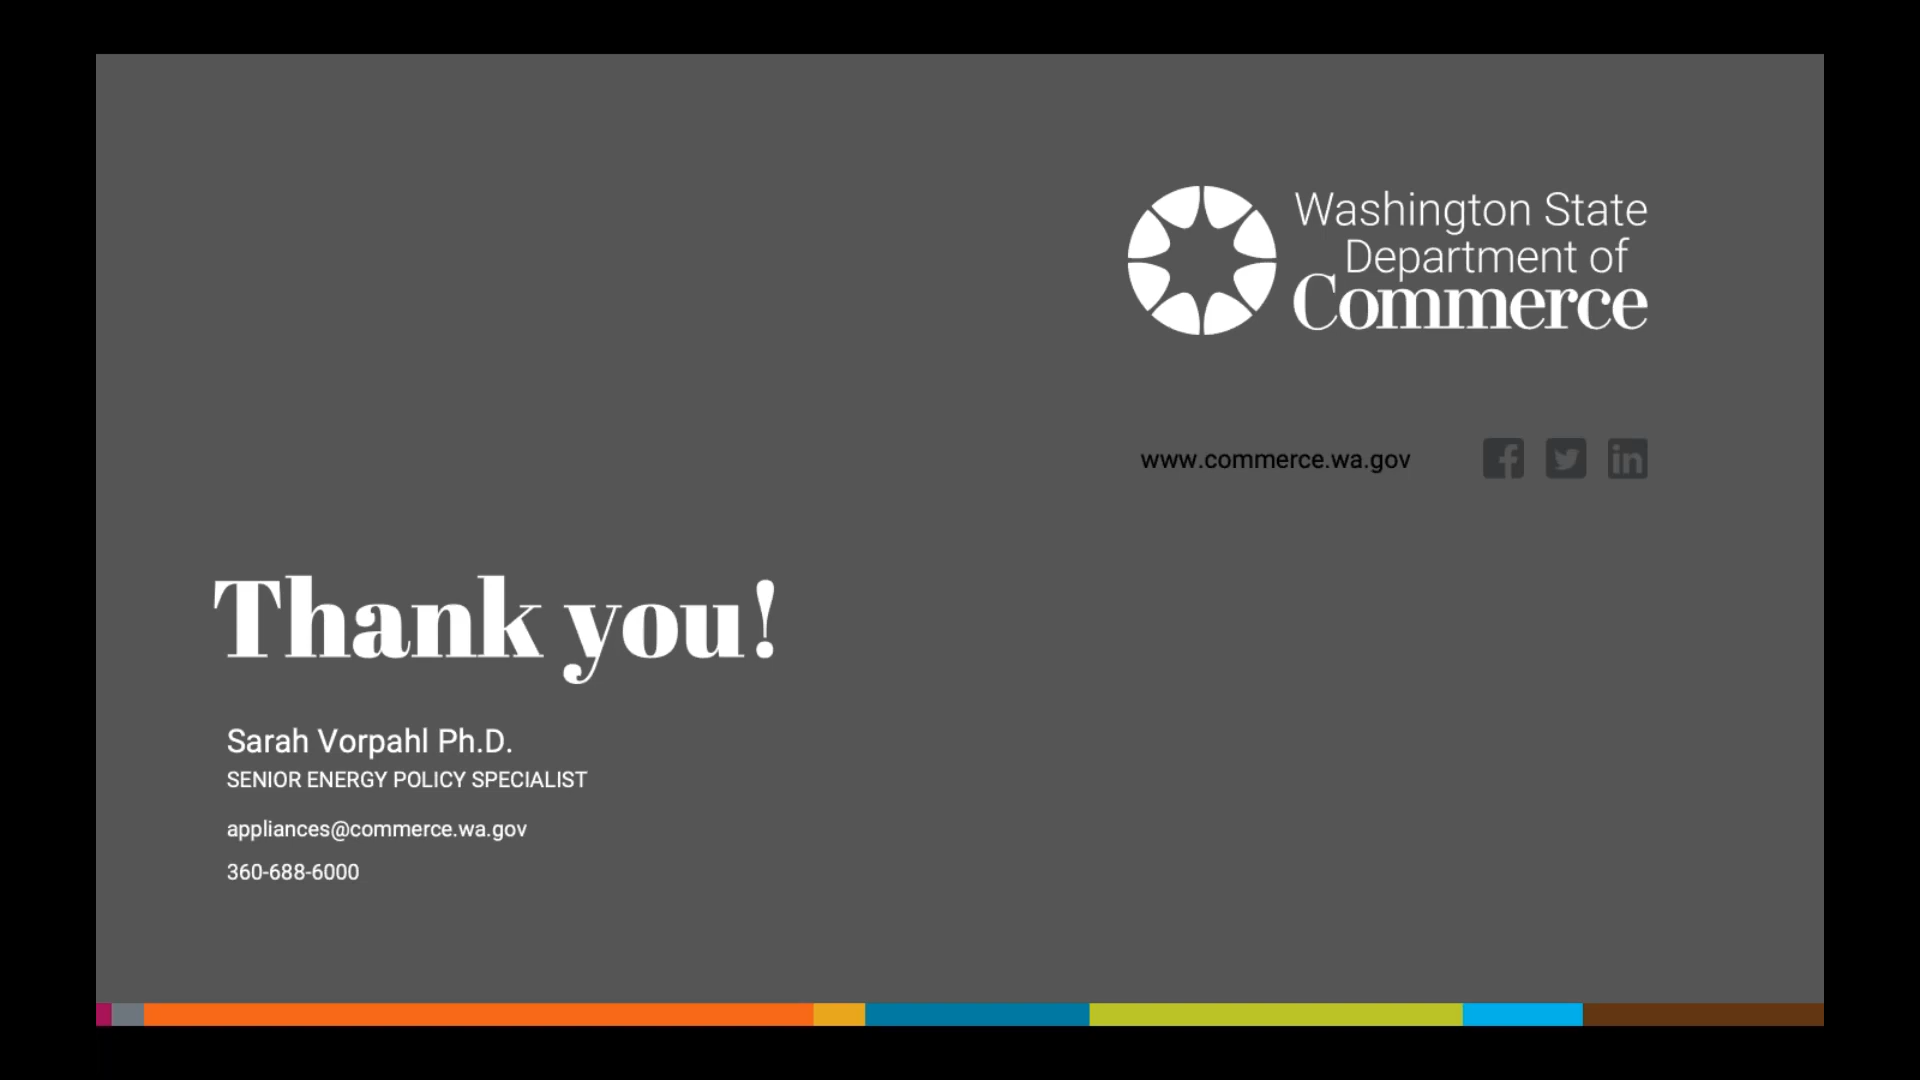 Washington State
Department of
Commerce
www.commerce.wa.gov
Thank you!
Sarah Vorpahl Ph.D.
SENIOR ENERGY POLICY SPECIALIST
appliances@commerce.wa.gov
360-688-6000